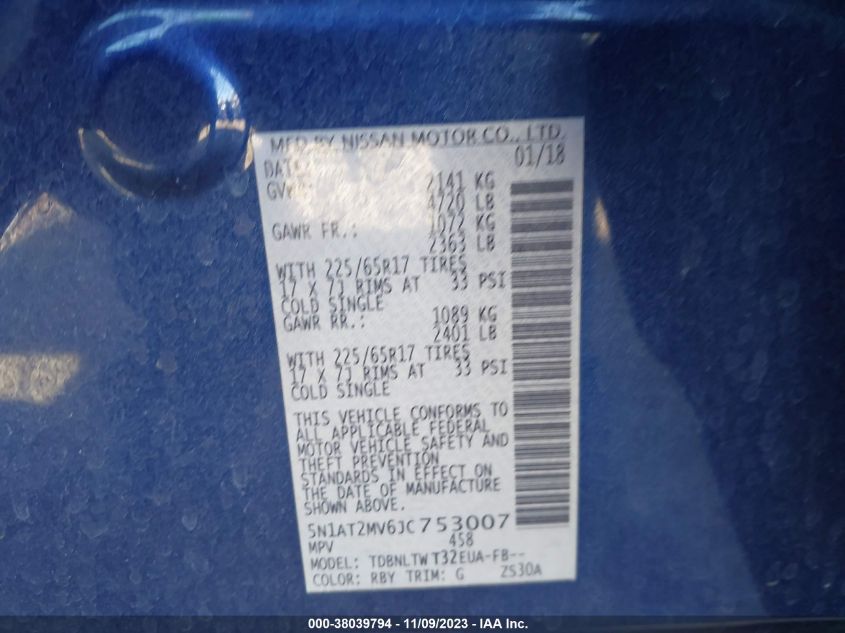 MFD BY NISSAN MOTOR CO., LTD.
01/18
2141 KG
4720 LB
GAWR FR.: 1072 KG
2363 LB
WITH 225/65R17 TIRES
17 X 7J RIMS AT 33 PSI
COLD SINGLE
GAWR RR.: 1089 KG
2401 LB
WITH 225/65R17 TIRES
17 X 7J RIMS AT 33 PSI
COLD SINGLE
THIS VEHICLE CONFORMS TO
ALL APPLICABLE FEDERAL
MOTOR VEHICLE SAFETY AND
THEFT PREVENTION
STANDARDS IN EFFECT ON
THE DATE OF MANUFACTURE
SHOWN ABOVE.
5N1AT2MV6JC753007
MPV 458
MODEL: TDBNLTW T32EUA-FB--
COLOR: RBY TRIM: G 2S30A
000-38039794 - 11/09/2023 - IAA Inc.